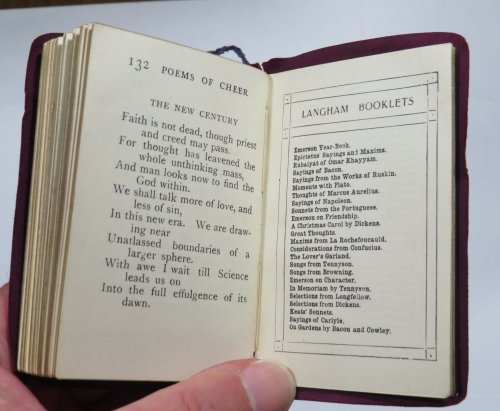 132 POEMS OF CHEER
THE NEW CENTURY
Faith is not dead, though priest
and creed may pass.
For thought has leavened the
whole unthinking mass,
And man looks now to find the
God within.
We shall talk more of love, and
less of sin,
In this new era. We are draw-
ing near
Unatlassed boundaries of a
larger sphere.
With awe I wait till Science
leads us on
Into the full effulgence of its
dawn.
LANGHAM BOOKLETS
Emerson Year-Book.
Epictetus Sayings and Maxims.
Rubaiyat of Omar Khayyam.
Sayings of Bacon.
Sayings from the Works of Ruskin.
Moments with Plato.
Thoughts of Marcus Aurelius.
Sayings of Napoleon.
Sonnets from the Portuguese.
Emerson on Friendship.
A Christmas Carol by Dickens.
Great Thoughts.
Maxims from La Rochefoucauld.
Considerations from Confucius.
The Lover's Garland.
Songs from Tennyson.
Songs from Browning.
Emerson on Character.
In Memoriam by Tennyson.
Selections from Longfellow.
Selections from Dickens.
Keats' Sonnets.
Sayings of Carlyle.
On Gardens by Bacon and Cowley.